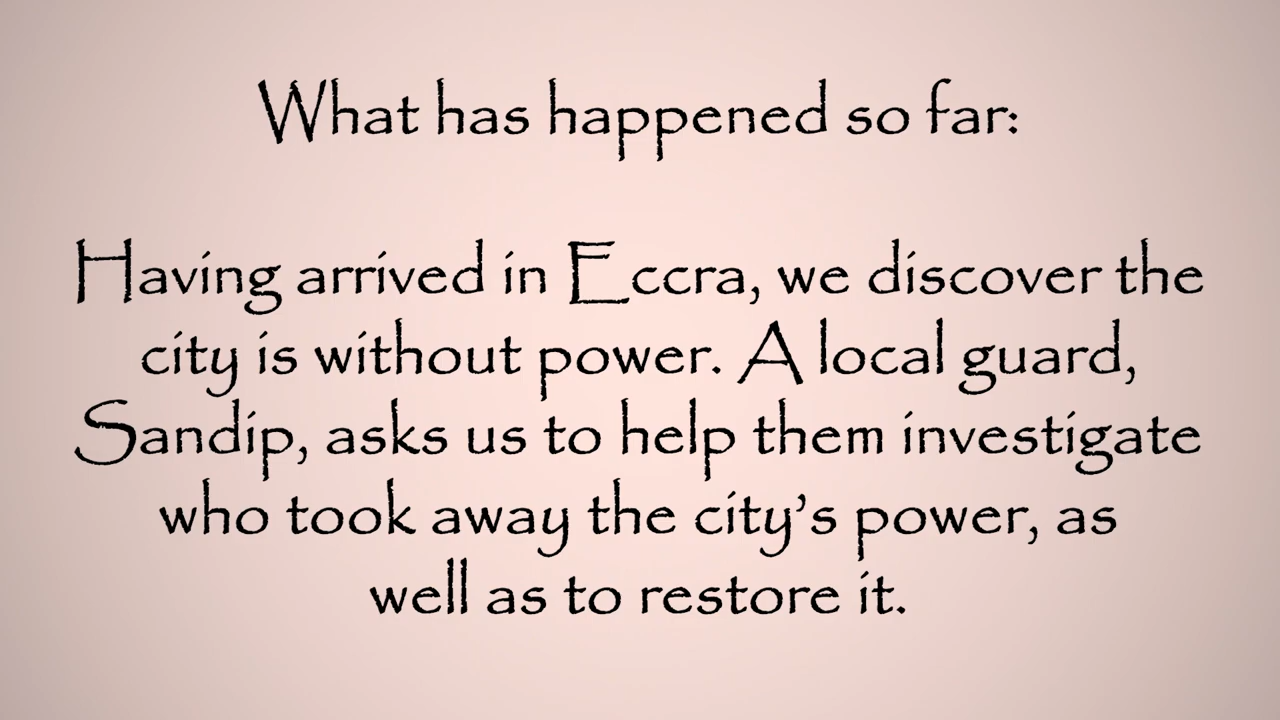 What has happened so far:
Having arrived in Eccra, we discover the
city is without power. A local guard,
Sandip, asks us to help them investigate
who took away the city’s power, as
well as to restore it.